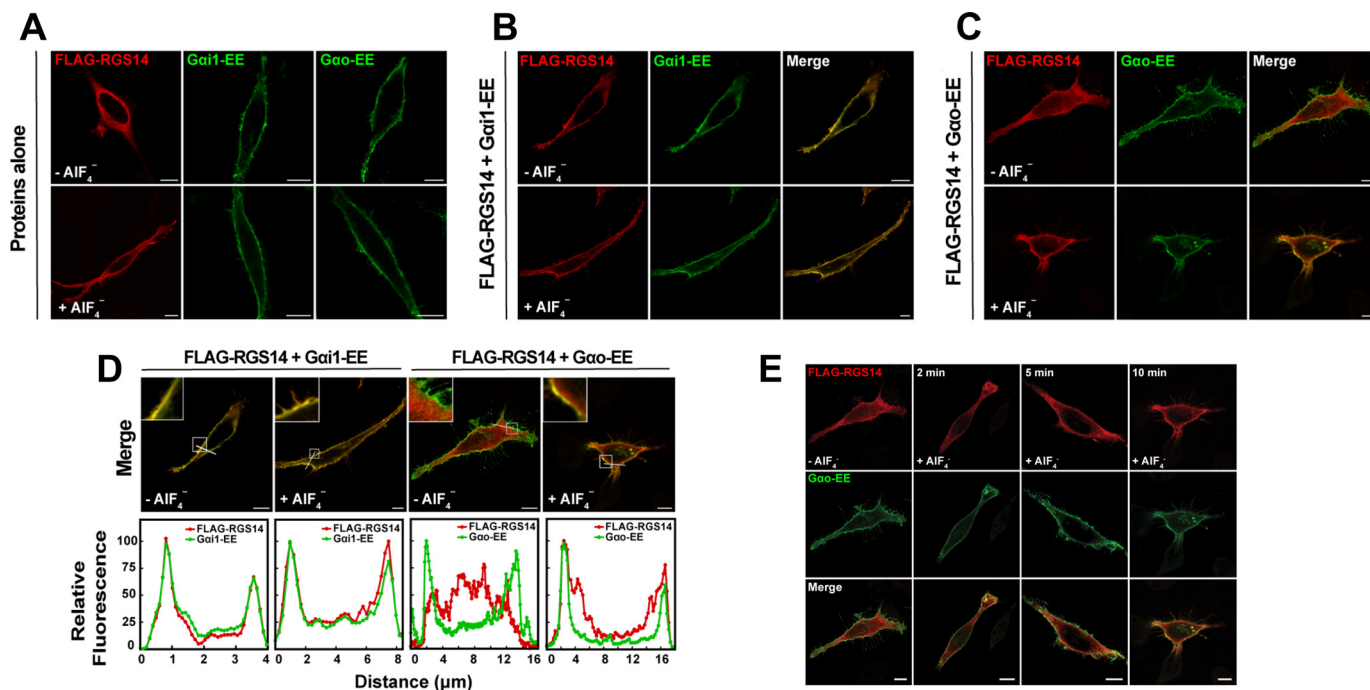 A
Proteins alone
FLAG-RGS14 Gαi1-EE Gαo-EE
- AlF4⁻
+ AlF4⁻
B
FLAG-RGS14 + Gαi1-EE
FLAG-RGS14 Gαi1-EE Merge
- AlF4⁻
+ AlF4⁻
C
FLAG-RGS14 + Gαo-EE
FLAG-RGS14 Gαo-EE Merge
- AlF4⁻
+ AlF4⁻
D
FLAG-RGS14 + Gαi1-EE FLAG-RGS14 + Gαo-EE
Merge
- AlF4⁻ + AlF4⁻ - AlF4⁻ + AlF4⁻
Relative
Fluorescence
FLAG-RGS14 FLAG-RGS14 FLAG-RGS14 FLAG-RGS14
Gαi1-EE Gαi1-EE Gαo-EE Gαo-EE
100
75
50
25
0
0 1 2 3 4 0 2 4 6 8 0 4 8 12 16 0 4 8 12 16
Distance (μm)
E
FLAG-RGS14 2 min 5 min 10 min
- AlF4⁻ + AlF4⁻ + AlF4⁻ + AlF4⁻
Gαo-EE
Merge